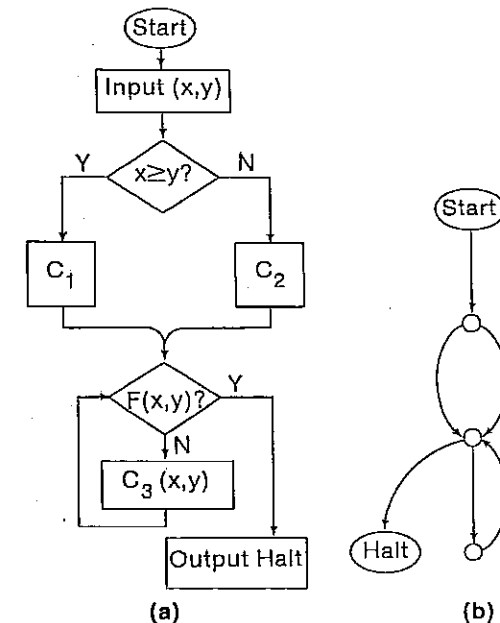 Start
Input (x,y)
Y
x≥y?
N
C₁
C₂
F(x,y)?
Y
N
C₃(x,y)
Output Halt
(a)
Start
Halt
(b)